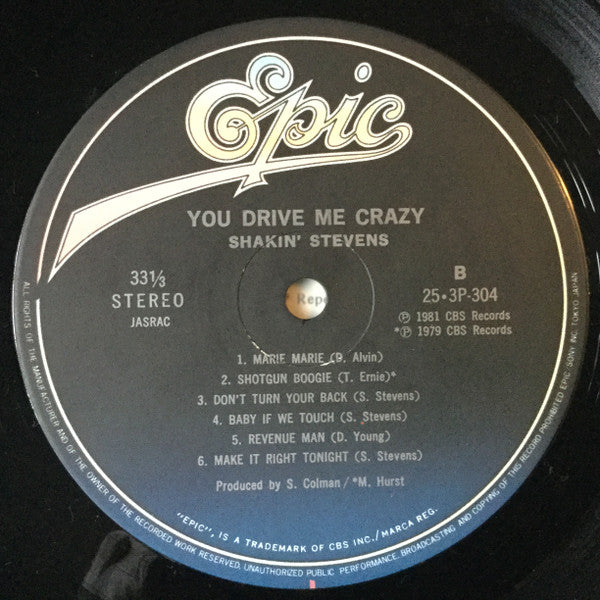 Epic
YOU DRIVE ME CRAZY
SHAKIN' STEVENS
33⅓
STEREO
JASRAC
B
25•3P-304
Ⓟ 1981 CBS Records
*Ⓟ 1979 CBS Records
1. MARIE MARIE (D. Alvin)
2. SHOTGUN BOOGIE (T. Ernie)*
3. DON'T TURN YOUR BACK (S. Stevens)
4. BABY IF WE TOUCH (S. Stevens)
5. REVENUE MAN (D. Young)
6. MAKE IT RIGHT TONIGHT (S. Stevens)
Produced by S. Colman/*M. Hurst
"EPIC", IS A TRADEMARK OF CBS INC./MARCA REG.
ALL RIGHTS OF THE MANUFACTURER AND OF THE OWNER OF THE RECORDED WORK RESERVED. UNAUTHORIZED PUBLIC PERFORMANCE, BROADCASTING AND COPYING OF THIS RECORD PROHIBITED EPIC/SONY INC. TOKYO JAPAN